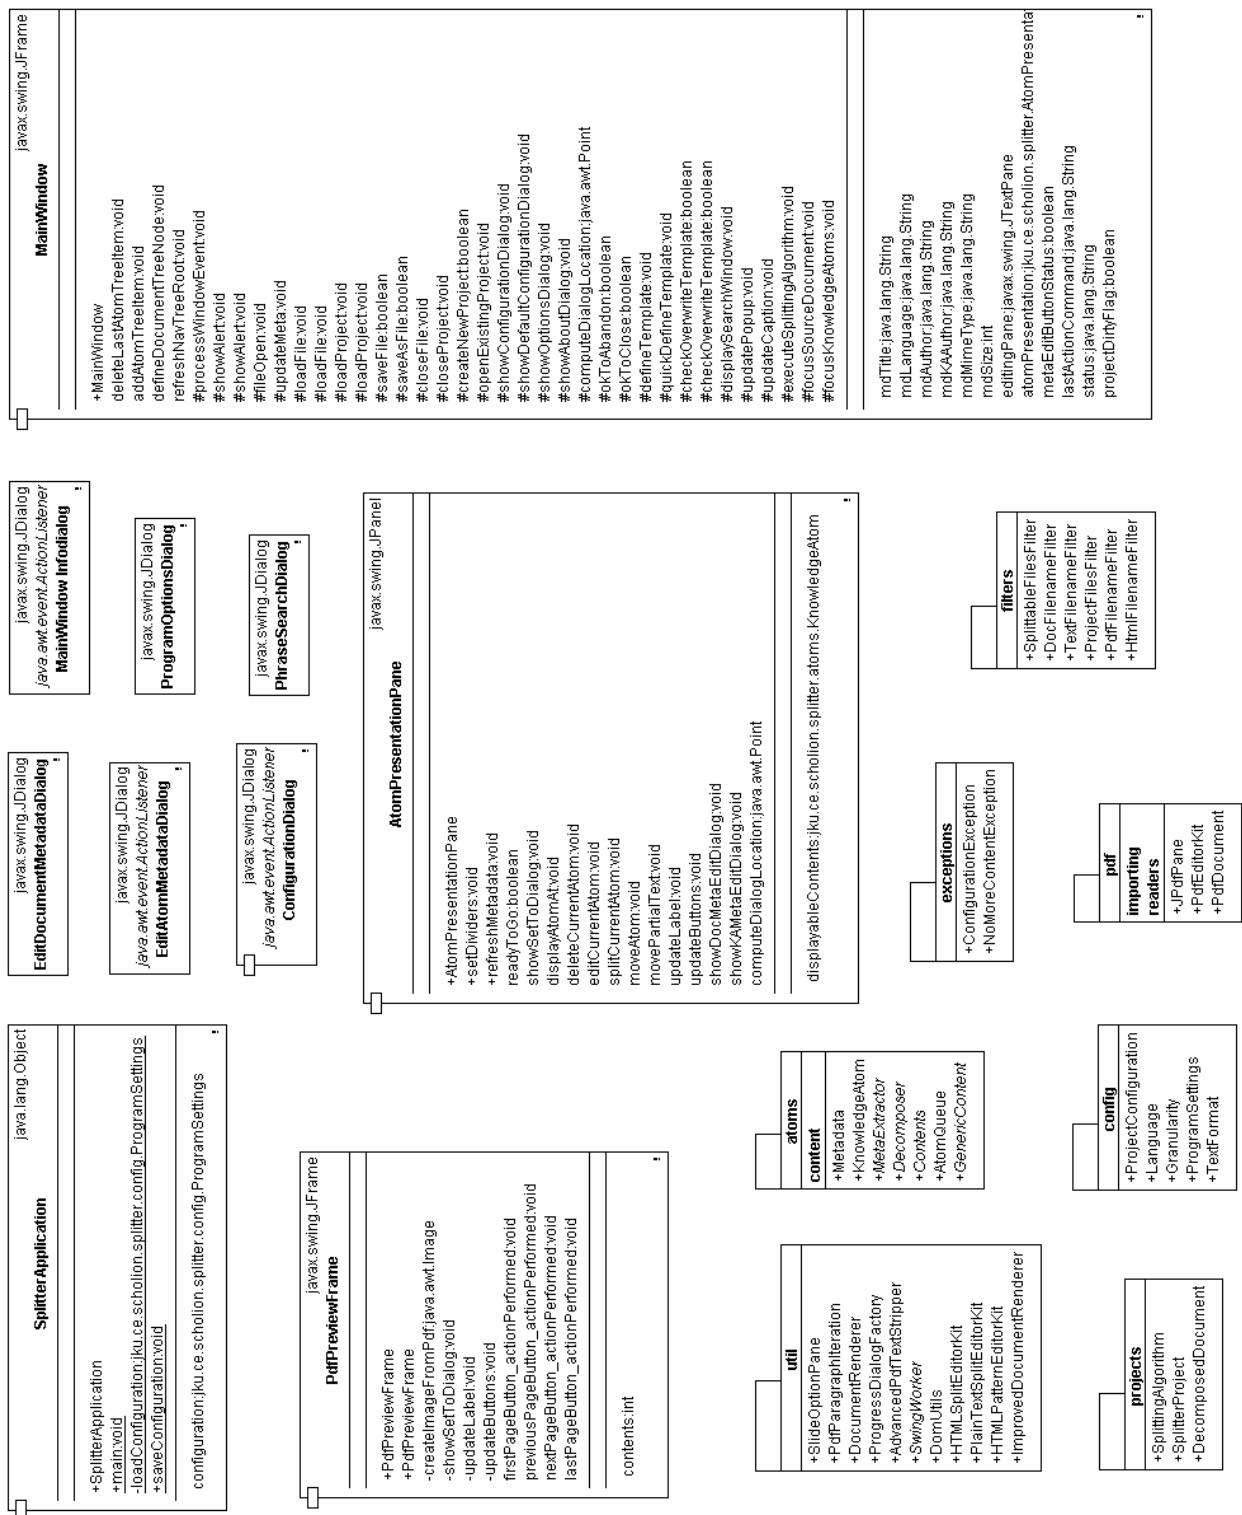 java.lang.Object
SplitterApplication
+SplitterApplication
+main:void
-loadConfiguration:jku.ce.scholion.splitter.config.ProgramSettings
+saveConfiguration:void
configuration:jku.ce.scholion.splitter.config.ProgramSettings
javax.swing.JDialog
EditDocumentMetadataDialog
javax.swing.JDialog
java.awt.event.ActionListener
EditAtomMetadataDialog
javax.swing.JDialog
java.awt.event.ActionListener
ConfigurationDialog
javax.swing.JDialog
java.awt.event.ActionListener
MainWindow Infodialog
javax.swing.JDialog
ProgramOptionsDialog
javax.swing.JDialog
PhraseSearchDialog
javax.swing.JFrame
MainWindow
+MainWindow
deleteLastAtomTreeItem:void
addAtomTreeItem:void
defineDocumentTreeNode:void
refreshNavTreeRoot:void
#processWindowEvent:void
#showAlert:void
#showAlert:void
#fileOpen:void
#updateMeta:void
#loadFile:void
#loadFile:void
#loadProject:void
#loadProject:void
#saveFile:boolean
#saveAsFile:boolean
#closeFile:void
#closeProject:void
#createNewProject:boolean
#openExistingProject:void
#showConfigurationDialog:void
#showDefaultConfigurationDialog:void
#showOptionsDialog:void
#showAboutDialog:void
#computeDialogLocation:java.awt.Point
#okToAbandon:boolean
#okToClose:boolean
#defineTemplate:void
#quickDefineTemplate:void
#checkOverwriteTemplate:boolean
#checkOverwriteTemplate:boolean
#displaySearchWindow:void
#updatePopup:void
#updateCaption:void
#executeSplittingAlgorithm:void
#focusSourceDocument:void
#focusKnowledgeAtoms:void
mdTitle:java.lang.String
mdLanguage:java.lang.String
mdAuthor:java.lang.String
mdKAAuthor:java.lang.String
mdMimeType:java.lang.String
mdSize:int
editingPane:javax.swing.JTextPane
atomPresentation:jku.ce.scholion.splitter.AtomPresenta
metaEditButtonStatus:boolean
lastActionCommand:java.lang.String
status:java.lang.String
projectDirtyFlag:boolean
javax.swing.JFrame
PdfPreviewFrame
+PdfPreviewFrame
+PdfPreviewFrame
-createImageFromPdf:java.awt.Image
-showSetToDialog:void
-updateLabel:void
-updateButtons:void
firstPageButton_actionPerformed:void
previousPageButton_actionPerformed:void
nextPageButton_actionPerformed:void
lastPageButton_actionPerformed:void
contents:int
javax.swing.JPanel
AtomPresentationPane
+AtomPresentationPane
+setDividers:void
+refreshMetadata:void
readyToGo:boolean
showSetToDialog:void
displayAtomAt:void
deleteCurrentAtom:void
editCurrentAtom:void
splitCurrentAtom:void
moveAtom:void
movePartialText:void
updateLabel:void
updateButtons:void
showDocMetaEditDialog:void
showKAMetaEditDialog:void
computeDialogLocation:java.awt.Point
displayableContents:jku.ce.scholion.splitter.atoms.KnowledgeAtom
util
+SlideOptionPane
+PdfParagraphIteration
+DocumentRenderer
+ProgressDialogFactory
+AdvancedPdfTextStripper
+SwingWorker
+DomUtils
+HTMLSplitEditorKit
+PlainTextSplitEditorKit
+HTMLPatternEditorKit
+ImprovedDocumentRenderer
atoms
content
+Metadata
+KnowledgeAtom
+MetaExtractor
+Decomposer
+Contents
+AtomQueue
+GenericContent
exceptions
+ConfigurationException
+NoMoreContentException
filters
+SplittableFilesFilter
+DocFilenameFilter
+TextFilenameFilter
+ProjectFilesFilter
+PdfFilenameFilter
+HtmlFilenameFilter
projects
+SplittingAlgorithm
+SplitterProject
+DecomposedDocument
config
+ProjectConfiguration
+Language
+Granularity
+ProgramSettings
+TextFormat
pdf
importing
readers
+JPdfPane
+PdfEditorKit
+PdfDocument